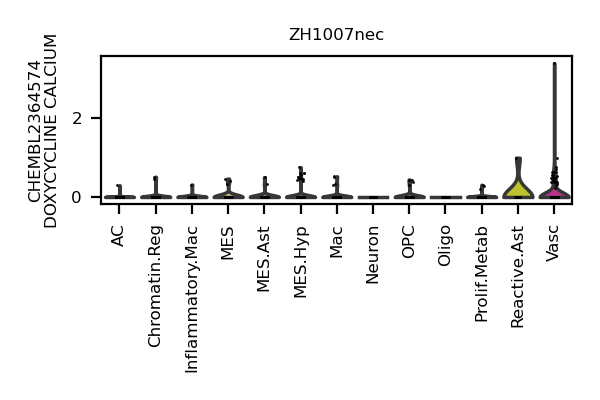 ZH1007nec
CHEMBL2364574
DOXYCYCLINE CALCIUM
2
0
AC
Chromatin.Reg
Inflammatory.Mac
MES
MES.Ast
MES.Hyp
Mac
Neuron
OPC
Oligo
Prolif.Metab
Reactive.Ast
Vasc